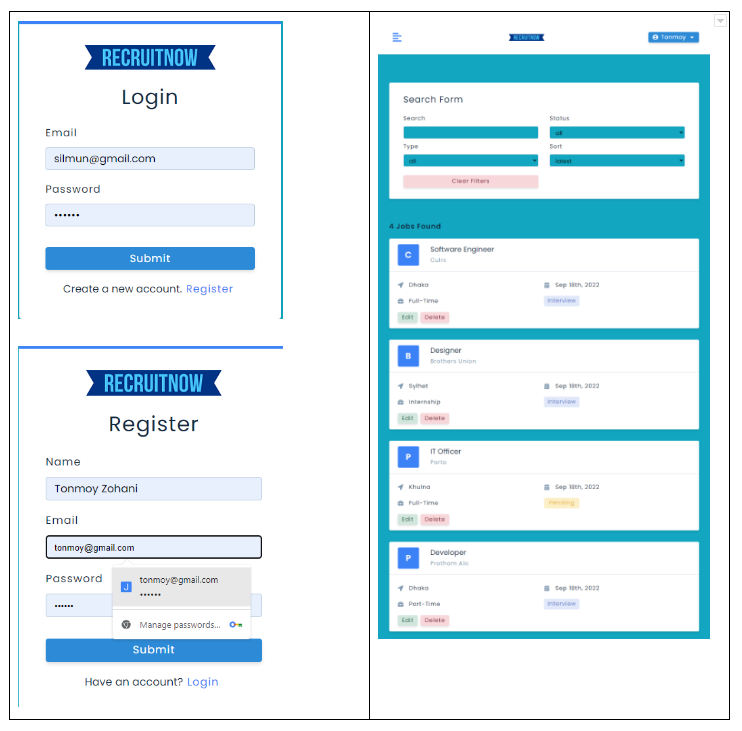 RECRUITNOW
Login
Email
silmun@gmail.com
Password
••••••
Submit
Create a new account. Register
RECRUITNOW
Register
Name
Tonmoy Zohani
Email
tonmoy@gmail.com
Password
••••••
J
tonmoy@gmail.com
••••••
Manage passwords...
Submit
Have an account? Login
RECRUITNOW
Tonmoy
Search Form
Search
Status
all
Type
Sort
all
latest
Clear Filters
4 Jobs Found
C
Software Engineer
Dhaka
Sep 18th, 2022
Full-Time
Interview
Edit Delete
B
Designer
Brothers Union
Sylhet
Sep 18th, 2022
Internship
Interview
Edit Delete
P
IT Officer
Porto
Khulna
Sep 18th, 2022
Full-Time
Pending
Edit Delete
P
Developer
Prothom Alo
Dhaka
Sep 18th, 2022
Part-Time
Interview
Edit Delete